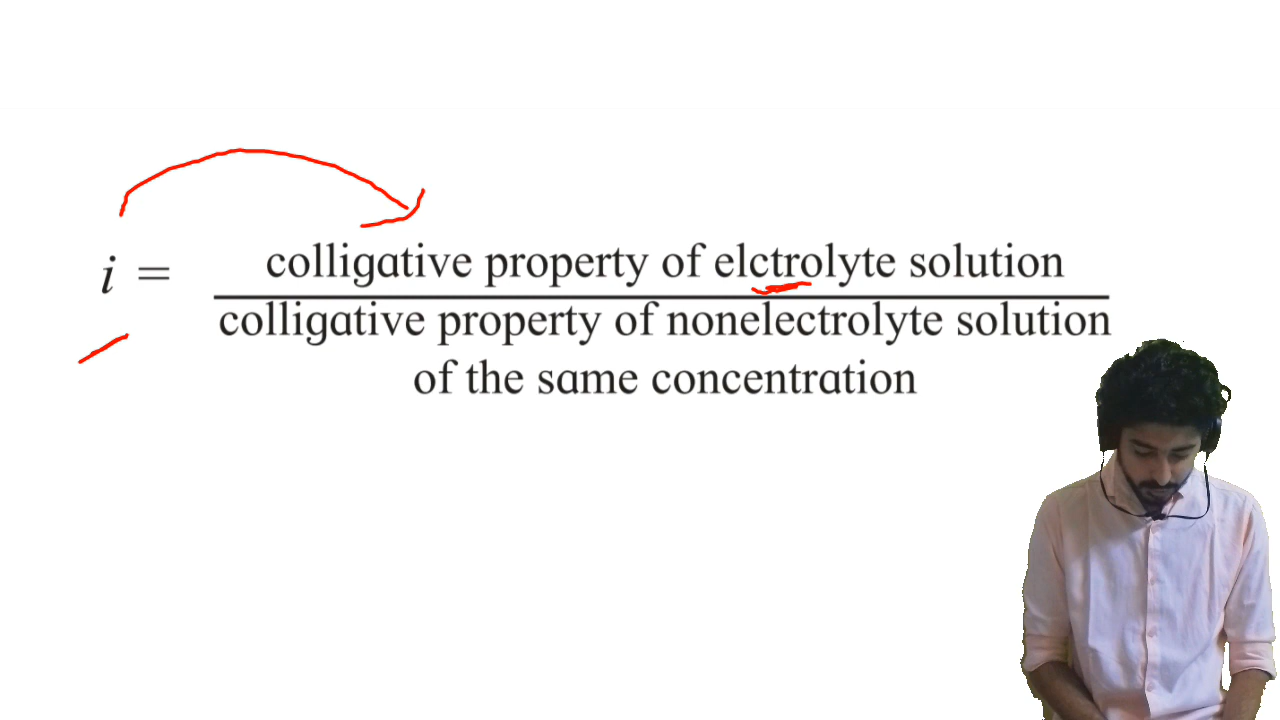 i =
colligative property of elctrolyte solution
colligative property of nonelectrolyte solution
of the same concentration